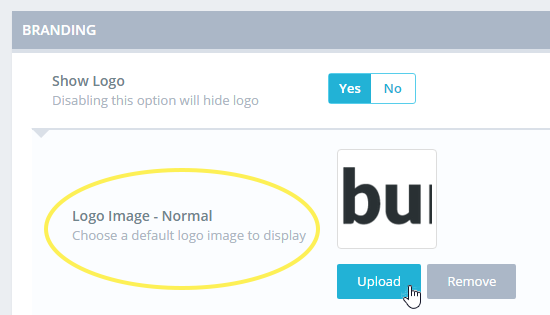 BRANDING
Show Logo
Disabling this option will hide logo
Yes No
Logo Image - Normal
Choose a default logo image to display
Upload Remove